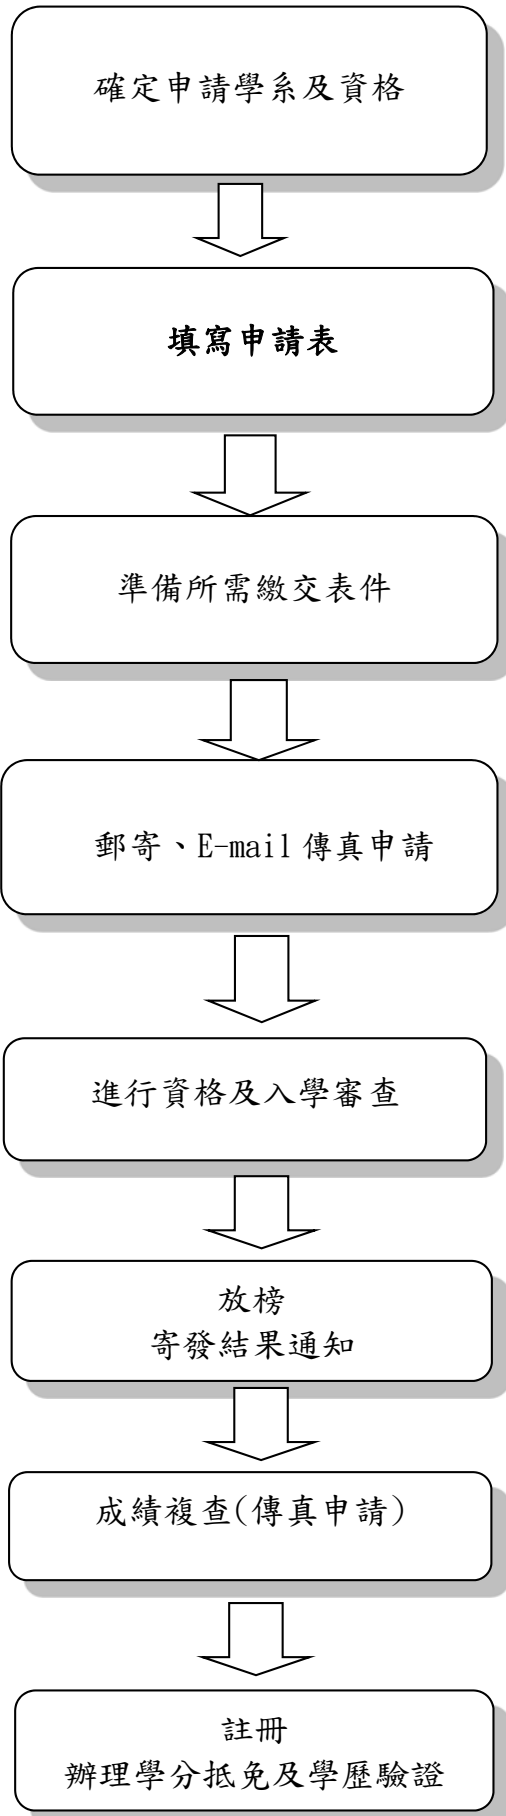 確定申請學系及資格
填寫申請表
準備所需繳交表件
郵寄、E-mail 傳真申請
進行資格及入學審查
放榜
寄發結果通知
成績複查(傳真申請)
註冊
辦理學分抵免及學歷驗證